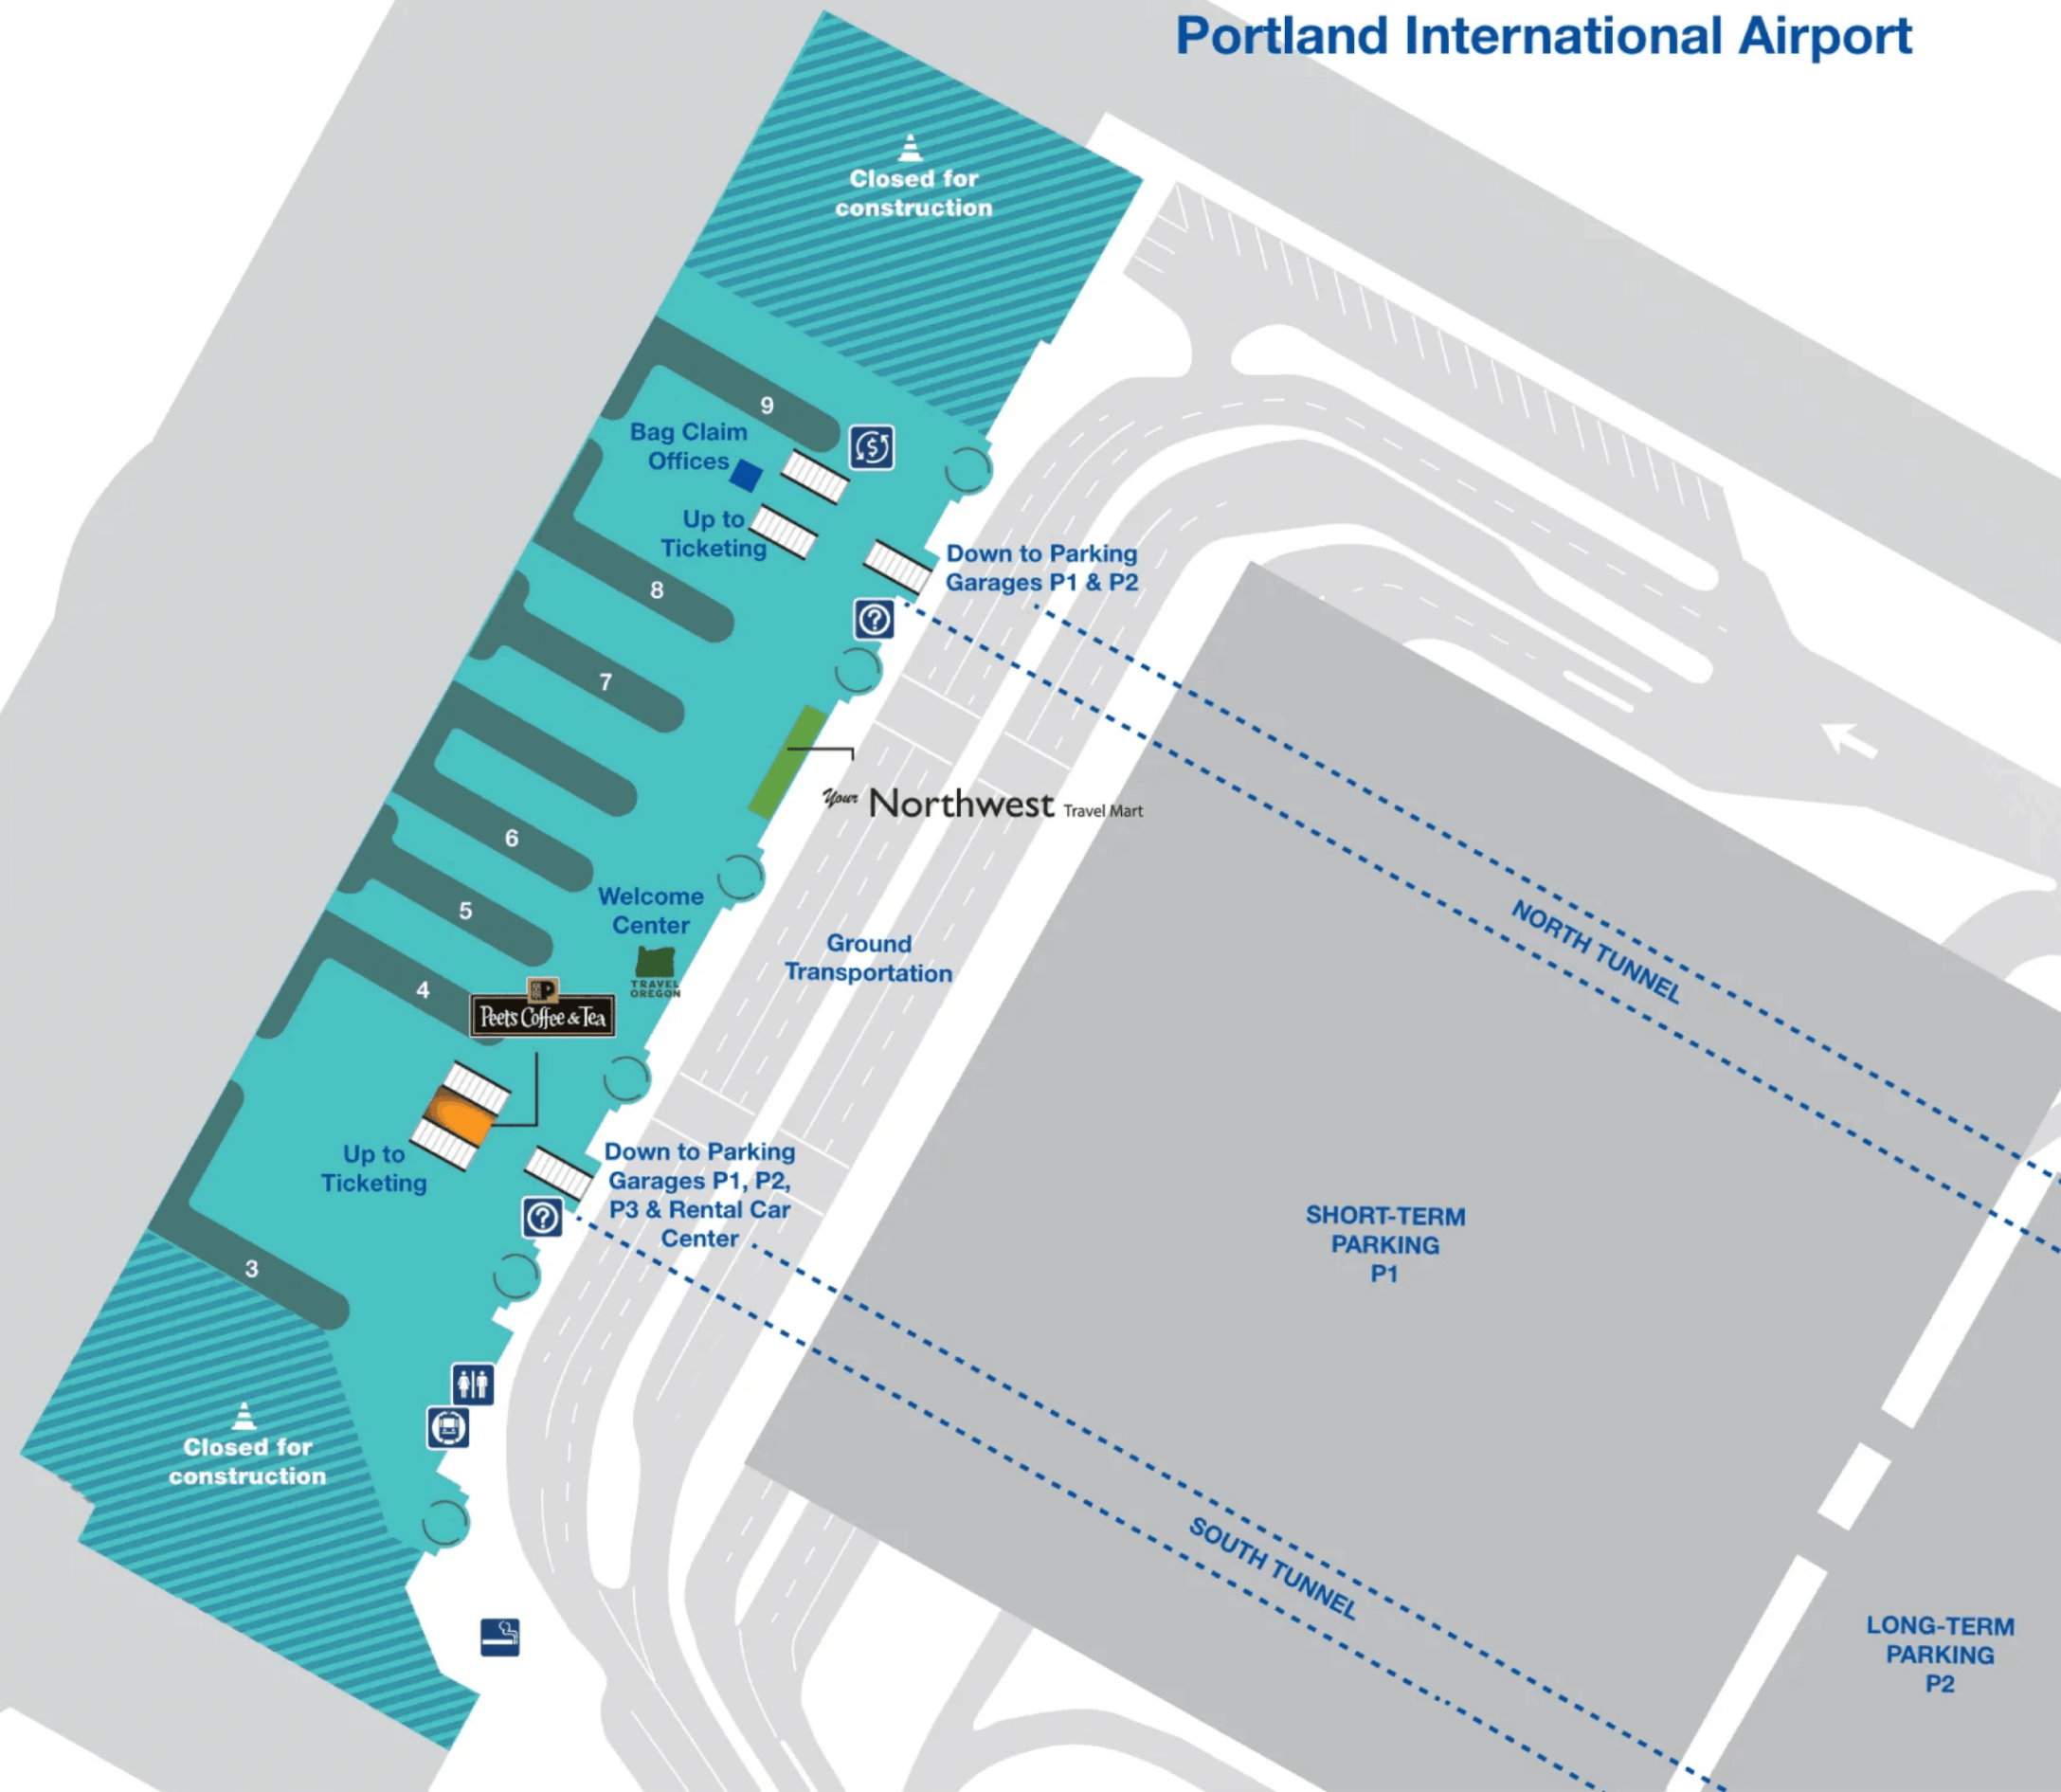 Portland International Airport
Closed for
construction
9
Bag Claim
Offices
$
Up to
Ticketing
Down to Parking
Garages P1 & P2
8
?
7
Your Northwest Travel Mart
6
Welcome
Center
5
TRAVEL
OREGON
Ground
Transportation
NORTH TUNNEL
4
P
Peet's Coffee & Tea
Up to
Ticketing
Down to Parking
Garages P1, P2,
P3 & Rental Car
Center
?
SHORT-TERM
PARKING
P1
3
Closed for
construction
SOUTH TUNNEL
LONG-TERM
PARKING
P2